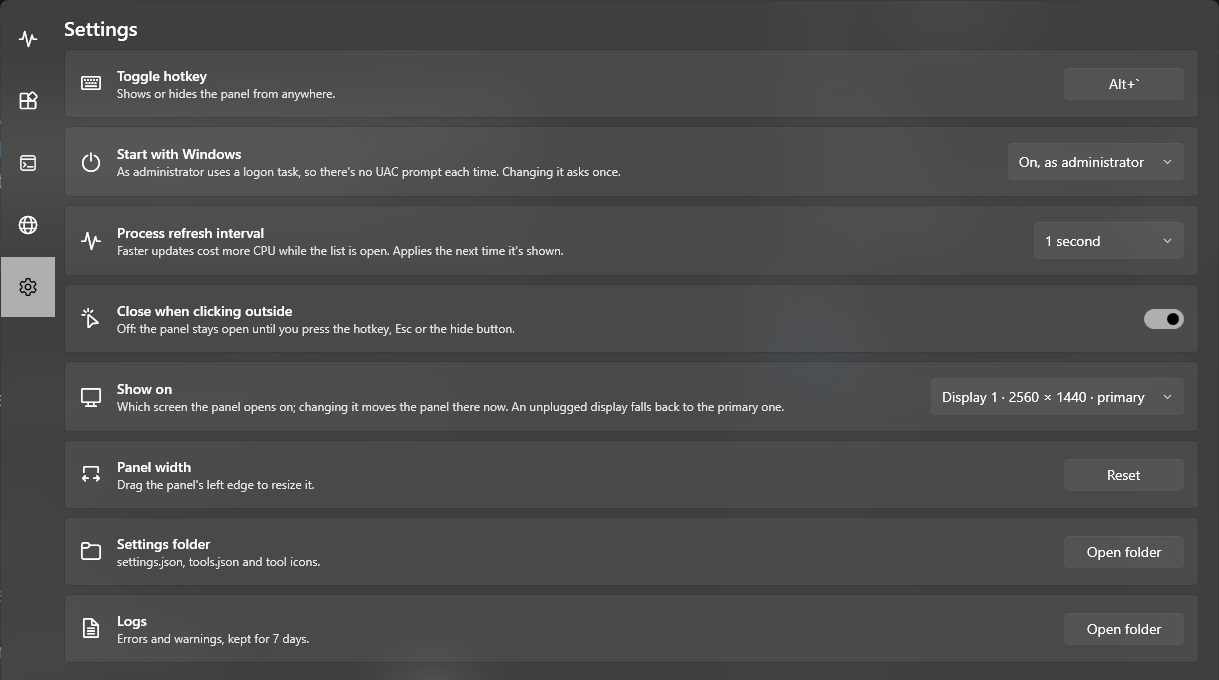 Settings
Toggle hotkey
Shows or hides the panel from anywhere.
Alt+`
Start with Windows
As administrator uses a logon task, so there's no UAC prompt each time. Changing it asks once.
On, as administrator
Process refresh interval
Faster updates cost more CPU while the list is open. Applies the next time it's shown.
1 second
Close when clicking outside
Off: the panel stays open until you press the hotkey, Esc or the hide button.
Show on
Which screen the panel opens on; changing it moves the panel there now. An unplugged display falls back to the primary one.
Display 1 · 2560 × 1440 · primary
Panel width
Drag the panel's left edge to resize it.
Reset
Settings folder
settings.json, tools.json and tool icons.
Open folder
Logs
Errors and warnings, kept for 7 days.
Open folder